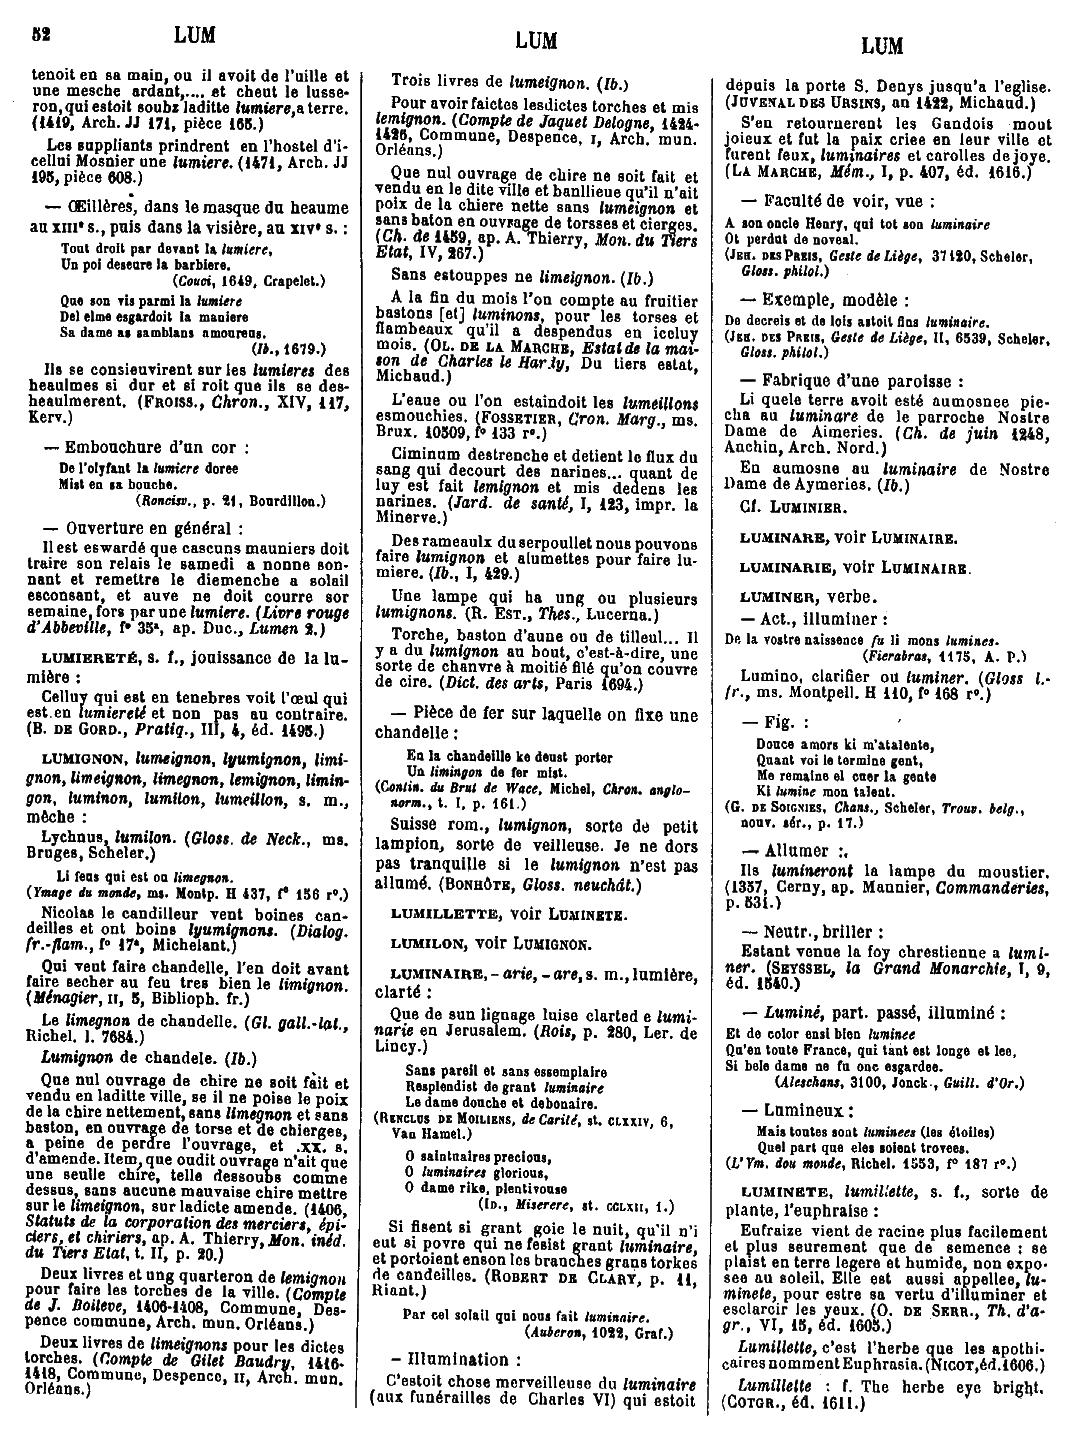 52 LUM
LUM
LUM
tenoit en sa main, ou il avoit de l'uille et
une mesche ardant,.... et cheut le lusse-
ron, qui estoit soubz laditte lumiere, a terre.
(1419, Arch. JJ 171, pièce 165.)
Les suppliants prindrent en l'hostel d'i-
cellui Mosnier une lumiere. (1471, Arch. JJ
195, pièce 608.)
— Œillères, dans le masque du heaume
au XIIIᵉ s., puis dans la visière, au XIVᵉ s. :
Tout droit par devant la lumiere,
Un poi deseure la barbiere.
(Couci, 1649, Crapelet.)
Que son vis parmi la lumiere
Del elme esgardoit la maniere
Sa dame as samblans amoureus.
(Ib., 1679.)
Ils se consieuvirent sur les lumieres des
heaulmes si dur et si roit que ils se des-
heaulmerent. (FROISS., Chron., XIV, 117,
Kerv.)
— Embouchure d'un cor :
De l'olyfant la lumiere doree
Mist en sa bouche.
(Roncisv., p. 21, Bourdillon.)
— Ouverture en général :
Il est eswardé que cascuns mauniers doit
traire son relais le samedi a nonne son-
nant et remettre le diemenche a solail
esconsant, et auve ne doit courre sor
semaine, fors par une lumiere. (Livre rouge
d'Abbeville, f° 35ᵃ, ap. Duc., Lumen 2.)
LUMIERETÉ, s. f., jouissance de la lu-
mière :
Celluy qui est en tenebres voit l'œul qui
est en lumiereté et non pas au contraire.
(B. DE GORD., Pratiq., III, 4, éd. 1495.)
LUMIGNON, lumeignon, lyumignon, limi-
gnon, limeignon, limegnon, lemignon, limin-
gon, luminon, lumilon, lumeillon, s. m.,
mèche :
Lychnus, lumilon. (Gloss. de Neck., ms.
Bruges, Scheler.)
Li feus qui est ou limegnon.
(Ymage du monde, ms. Montp. H 437, f° 156 r°.)
Nicolas le candilleur vent boines can-
deilles et ont boins lyumignons. (Dialog.
fr.-flam., f° 17ᵃ, Michelant.)
Qui veut faire chandelle, l'en doit avant
faire secher au feu tres bien le limignon.
(Ménagier, II, 5, Biblioph. fr.)
Le limegnon de chandelle. (Gl. gall.-lat.,
Richel. l. 7684.)
Lumignon de chandele. (Ib.)
Que nul ouvrage de chire ne soit fait et
vendu en laditte ville, se il ne poise le poix
de la chire nettement, sans limegnon et sans
baston, en ouvrage de torse et de chierges,
a peine de perdre l'ouvrage, et .xx. s.
d'amende. Item, que oudit ouvrage n'ait que
une seulle chire, telle dessoubs comme
dessus, sans aucune mauvaise chire mettre
sur le limeignon, sur ladicte amende. (1406,
Statuts de la corporation des merciers, épi-
ciers, et chiriers, ap. A. Thierry, Mon. inéd.
du Tiers Etat, t. II, p. 20.)
Deux livres et ung quarteron de lemignon
pour faire les torches de la ville. (Compte
de J. Boileve, 1406-1408, Commune, Des-
pence commune, Arch. mun. Orléans.)
Deux livres de limeignons pour les dictes
torches. (Compte de Gilet Baudry, 1416-
1418, Commune, Despence, II, Arch. mun.
Orléans.)
Trois livres de lumeignon. (Ib.)
Pour avoir faictes lesdictes torches et mis
lemignon. (Compte de Jaquet Delogne, 1424-
1426, Commune, Despence, I, Arch. mun.
Orléans.)
Que nul ouvrage de chire ne soit fait et
vendu en le dite ville et banllieue qu'il n'ait
poix de la chiere nette sans lumeignon et
sans baton en ouvrage de torsses et cierges.
(Ch. de 1459, ap. A. Thierry, Mon. du Tiers
Etat, IV, 267.)
Sans estouppes ne limeignon. (Ib.)
A la fin du mois l'on compte au fruitier
bastons [et] luminons, pour les torses et
flambeaux qu'il a despendus en iceluy
mois. (OL. DE LA MARCHE, Estat de la mai-
son de Charles le Hardy, Du tiers estat,
Michaud.)
L'eaue ou l'on estaindoit les lumeillons
esmouchies. (FOSSETIER, Cron. Marg., ms.
Brux. 10509, f° 133 r°.)
Ciminum destrenche et detient le flux du
sang qui decourt des narines... quant de
luy est fait lemignon et mis dedens les
narines. (Jard. de santé, I, 123, impr. la
Minerve.)
Des rameaulx du serpoullet nous pouvons
faire lumignon et alumettes pour faire lu-
miere. (Ib., I, 429.)
Une lampe qui ha ung ou plusieurs
lumignons. (R. EST., Thes., Lucerna.)
Torche, baston d'aune ou de tilleul... Il
y a du lumignon au bout, c'est-à-dire, une
sorte de chanvre à moitié filé qu'on couvre
de cire. (Dict. des arts, Paris 1694.)
— Pièce de fer sur laquelle on fixe une
chandelle :
En la chandeille ke deust porter
Un limingon de fer mist.
(Contin. du Brut de Wace, Michel, Chron. anglo-
norm., t. I, p. 161.)
Suisse rom., lumignon, sorte de petit
lampion, sorte de veilleuse. Je ne dors
pas tranquille si le lumignon n'est pas
allumé. (BONHÔTE, Gloss. neuchât.)
LUMILLETTE, voir LUMINETE.
LUMILON, voir LUMIGNON.
LUMINAIRE, – arie, – are, s. m., lumière,
clarté :
Que de sun lignage luise clarted e lumi-
narie en Jerusalem. (Rois, p. 280, Ler. de
Lincy.)
Sans pareil et sans essemplaire
Resplendist de grant luminaire
Le dame douche et debonaire.
(RENCLUS DE MOILIENS, de Carité, st. CLXXIV, 6,
Van Hamel.)
O saintuaires precious,
O luminaires glorious,
O dame rike, plentivouse
(ID., Miserere, st. CCLXII, 1.)
Si fisent si grant goie le nuit, qu'il n'i
eut si povre qui ne fesist grant luminaire,
et portoient enson les branches grans torkes
de candeilles. (ROBERT DE CLARY, p. 11,
Riant.)
Par cel solail qui nous fait luminaire.
(Auberon, 1022, Graf.)
– Illumination :
C'estoit chose merveilleuse du luminaire
(aux funérailles de Charles VI) qui estoit
depuis la porte S. Denys jusqu'a l'eglise.
(JUVENAL DES URSINS, an 1422, Michaud.)
S'en retournerent les Gandois mout
joieux et fut la paix criee en leur ville et
furent feux, luminaires et carolles de joye.
(LA MARCHE, Mém., I, p. 407, éd. 1616.)
— Faculté de voir, vue :
A son oncle Henry, qui tot son luminaire
Ot perdut de noveal.
(JEH. DES PREIS, Geste de Liège, 37120, Scheler,
Gloss. philol.)
— Exemple, modèle :
De decreis et de lois astoit fins luminaire.
(JEH. DES PREIS, Geste de Liège, II, 6539, Scheler,
Gloss. philol.)
— Fabrique d'une paroisse :
Li quele terre avoit esté aumosnee pie-
cha au luminare de le parroche Nostre
Dame de Aimeries. (Ch. de juin 1248,
Anchin, Arch. Nord.)
En aumosne au luminaire de Nostre
Dame de Aymeries. (Ib.)
Cf. LUMINIER.
LUMINARE, voir LUMINAIRE.
LUMINARIE, voir LUMINAIRE.
LUMINER, verbe.
— Act., illuminer :
De la vostre naissence fu li mons lumines.
(Fierabras, 1175, A. P.)
Lumino, clarifier ou luminer. (Gloss l.-
fr., ms. Montpell. H 110, f° 168 r°.)
— Fig. :
Douce amors ki m'atalente,
Quant voi le termine gent,
Me remaine el cuer la gente
Ki lumine mon talent.
(G. DE SOIGNIES, Chans., Scheler, Trouv. belg.,
nouv. sér., p. 17.)
— Allumer :
Ils lumineront la lampe du moustier.
(1357, Cerny, ap. Mannier, Commanderies,
p. 531.)
— Neutr., briller :
Estant venue la foy chrestienne a lumi-
ner. (SEYSSEL, la Grand Monarchie, I, 9,
éd. 1540.)
— Luminé, part. passé, illuminé :
Et de color ensi bien luminee
Qu'en toute France, qui tant est longe et lee,
Si bele dame ne fu onc esgardee.
(Aleschans, 3100, Jonck., Guill. d'Or.)
— Lumineux :
Mais toutes sont luminees (les étoiles)
Quel part que eles soient trovees.
(L'Ym. dou monde, Richel. 1553, f° 187 r°.)
LUMINETE, lumillette, s. f., sorte de
plante, l'euphraise :
Eufraize vient de racine plus facilement
et plus seurement que de semence : se
plaist en terre legere et humide, non expo-
see au soleil. Elle est aussi appellee, lu-
minete, pour estre sa vertu d'illuminer et
esclarcir les yeux. (O. DE SERR., Th. d'a-
gr., VI, 15, éd. 1605.)
Lumillette, c'est l'herbe que les apothi-
caires nomment Euphrasia. (NICOT, éd. 1606.)
Lumillette : f. The herbe eye bright.
(COTGR., éd. 1611.)